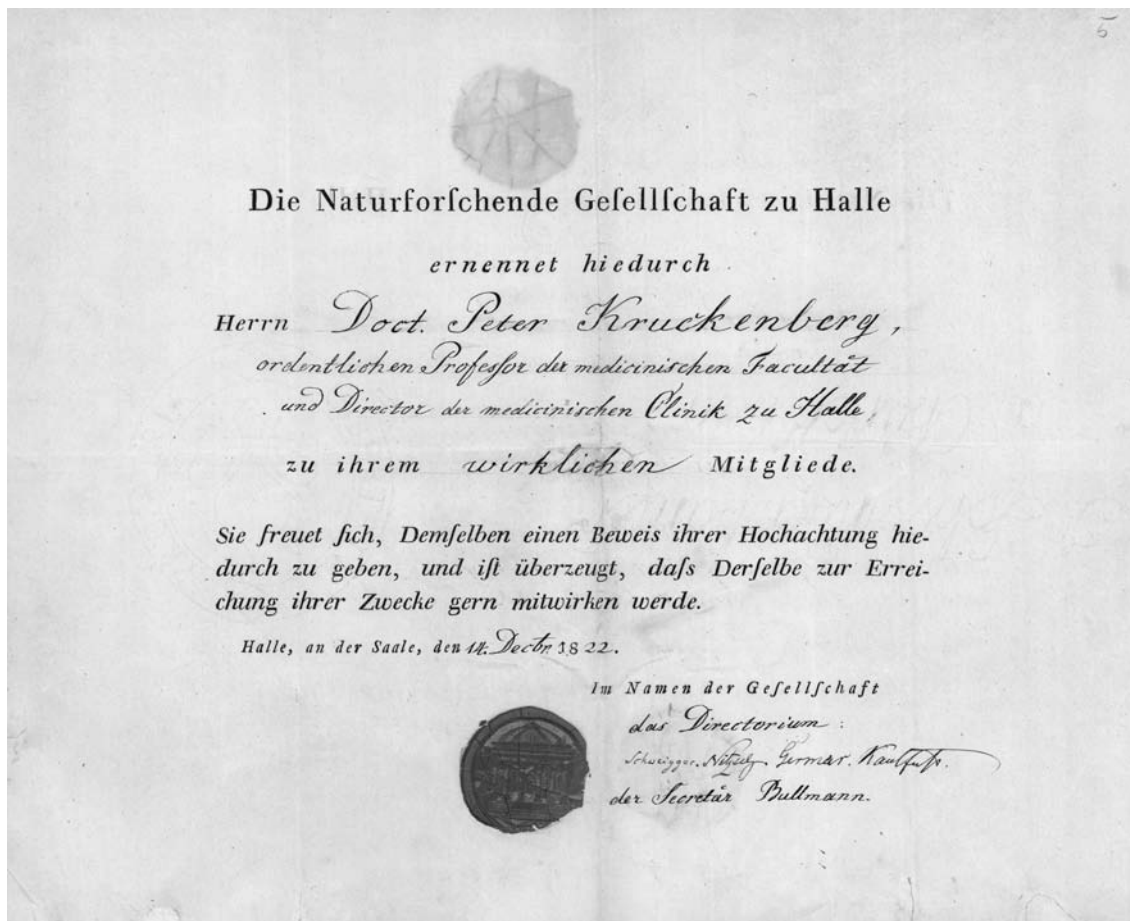 5
Die Naturforſchende Geſellſchaft zu Halle
ernennet hiedurch
Herrn Doct. Peter Kruckenberg,
ordentlichen Profeſsor der medicinischen Facultät
und Director der medicinischen Clinik zu Halle,
zu ihrem wirklichen Mitgliede.
Sie freuet ſich, Demſelben einen Beweis ihrer Hochachtung hie-
durch zu geben, und iſt überzeugt, daſs Derſelbe zur Errei-
chung ihrer Zwecke gern mitwirken werde.
Halle, an der Saale, den 14. Decbr. 1822.
Im Namen der Geſellſchaft
das Directorium:
Schweigger. Nitzsch. Germar. Kaulfuſs.
der Secretär Bullmann.